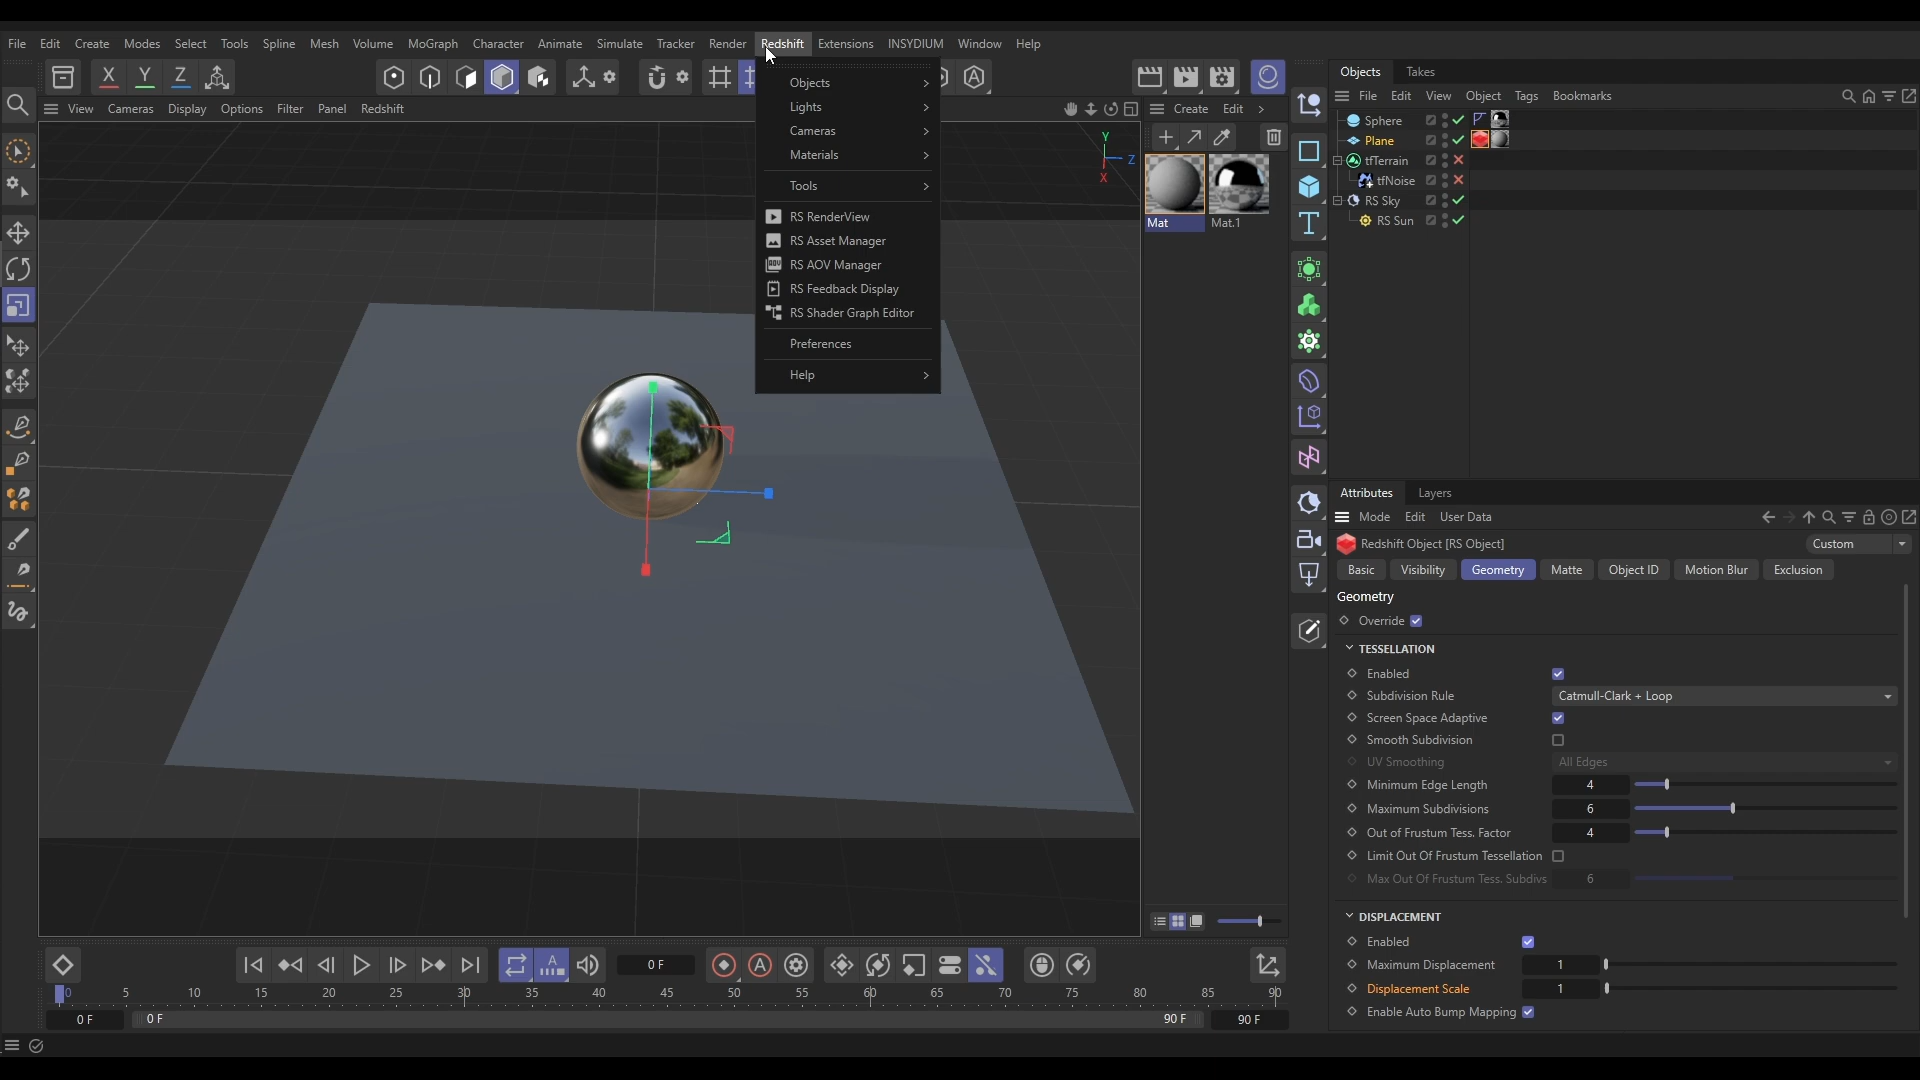 File Edit Create Modes Select Tools Spline Mesh Volume MoGraph Character Animate Simulate Tracker Render Redshift Extensions INSYDIUM Window Help
X Y Z
View Cameras Display Options Filter Panel Redshift
Objects
Lights
Cameras
Materials
Tools
RS RenderView
RS Asset Manager
RS AOV Manager
RS Feedback Display
RS Shader Graph Editor
Preferences
Help
Y
Z
X
Create Edit
Mat Mat.1
Objects Takes
File Edit View Object Tags Bookmarks
Sphere
Plane
tfTerrain
tfNoise
RS Sky
RS Sun
Attributes Layers
Mode Edit User Data
Redshift Object [RS Object] Custom
Basic Visibility Geometry Matte Object ID Motion Blur Exclusion
Geometry
Override
TESSELLATION
Enabled
Subdivision Rule Catmull-Clark + Loop
Screen Space Adaptive
Smooth Subdivision
UV Smoothing All Edges
Minimum Edge Length 4
Maximum Subdivisions 6
Out of Frustum Tess. Factor 4
Limit Out Of Frustum Tessellation
Max Out Of Frustum Tess. Subdivs 6
DISPLACEMENT
Enabled
Maximum Displacement 1
Displacement Scale 1
Enable Auto Bump Mapping
0 F
0 5 10 15 20 25 30 35 40 45 50 55 60 65 70 75 80 85 90
0 F 0 F 90 F 90 F